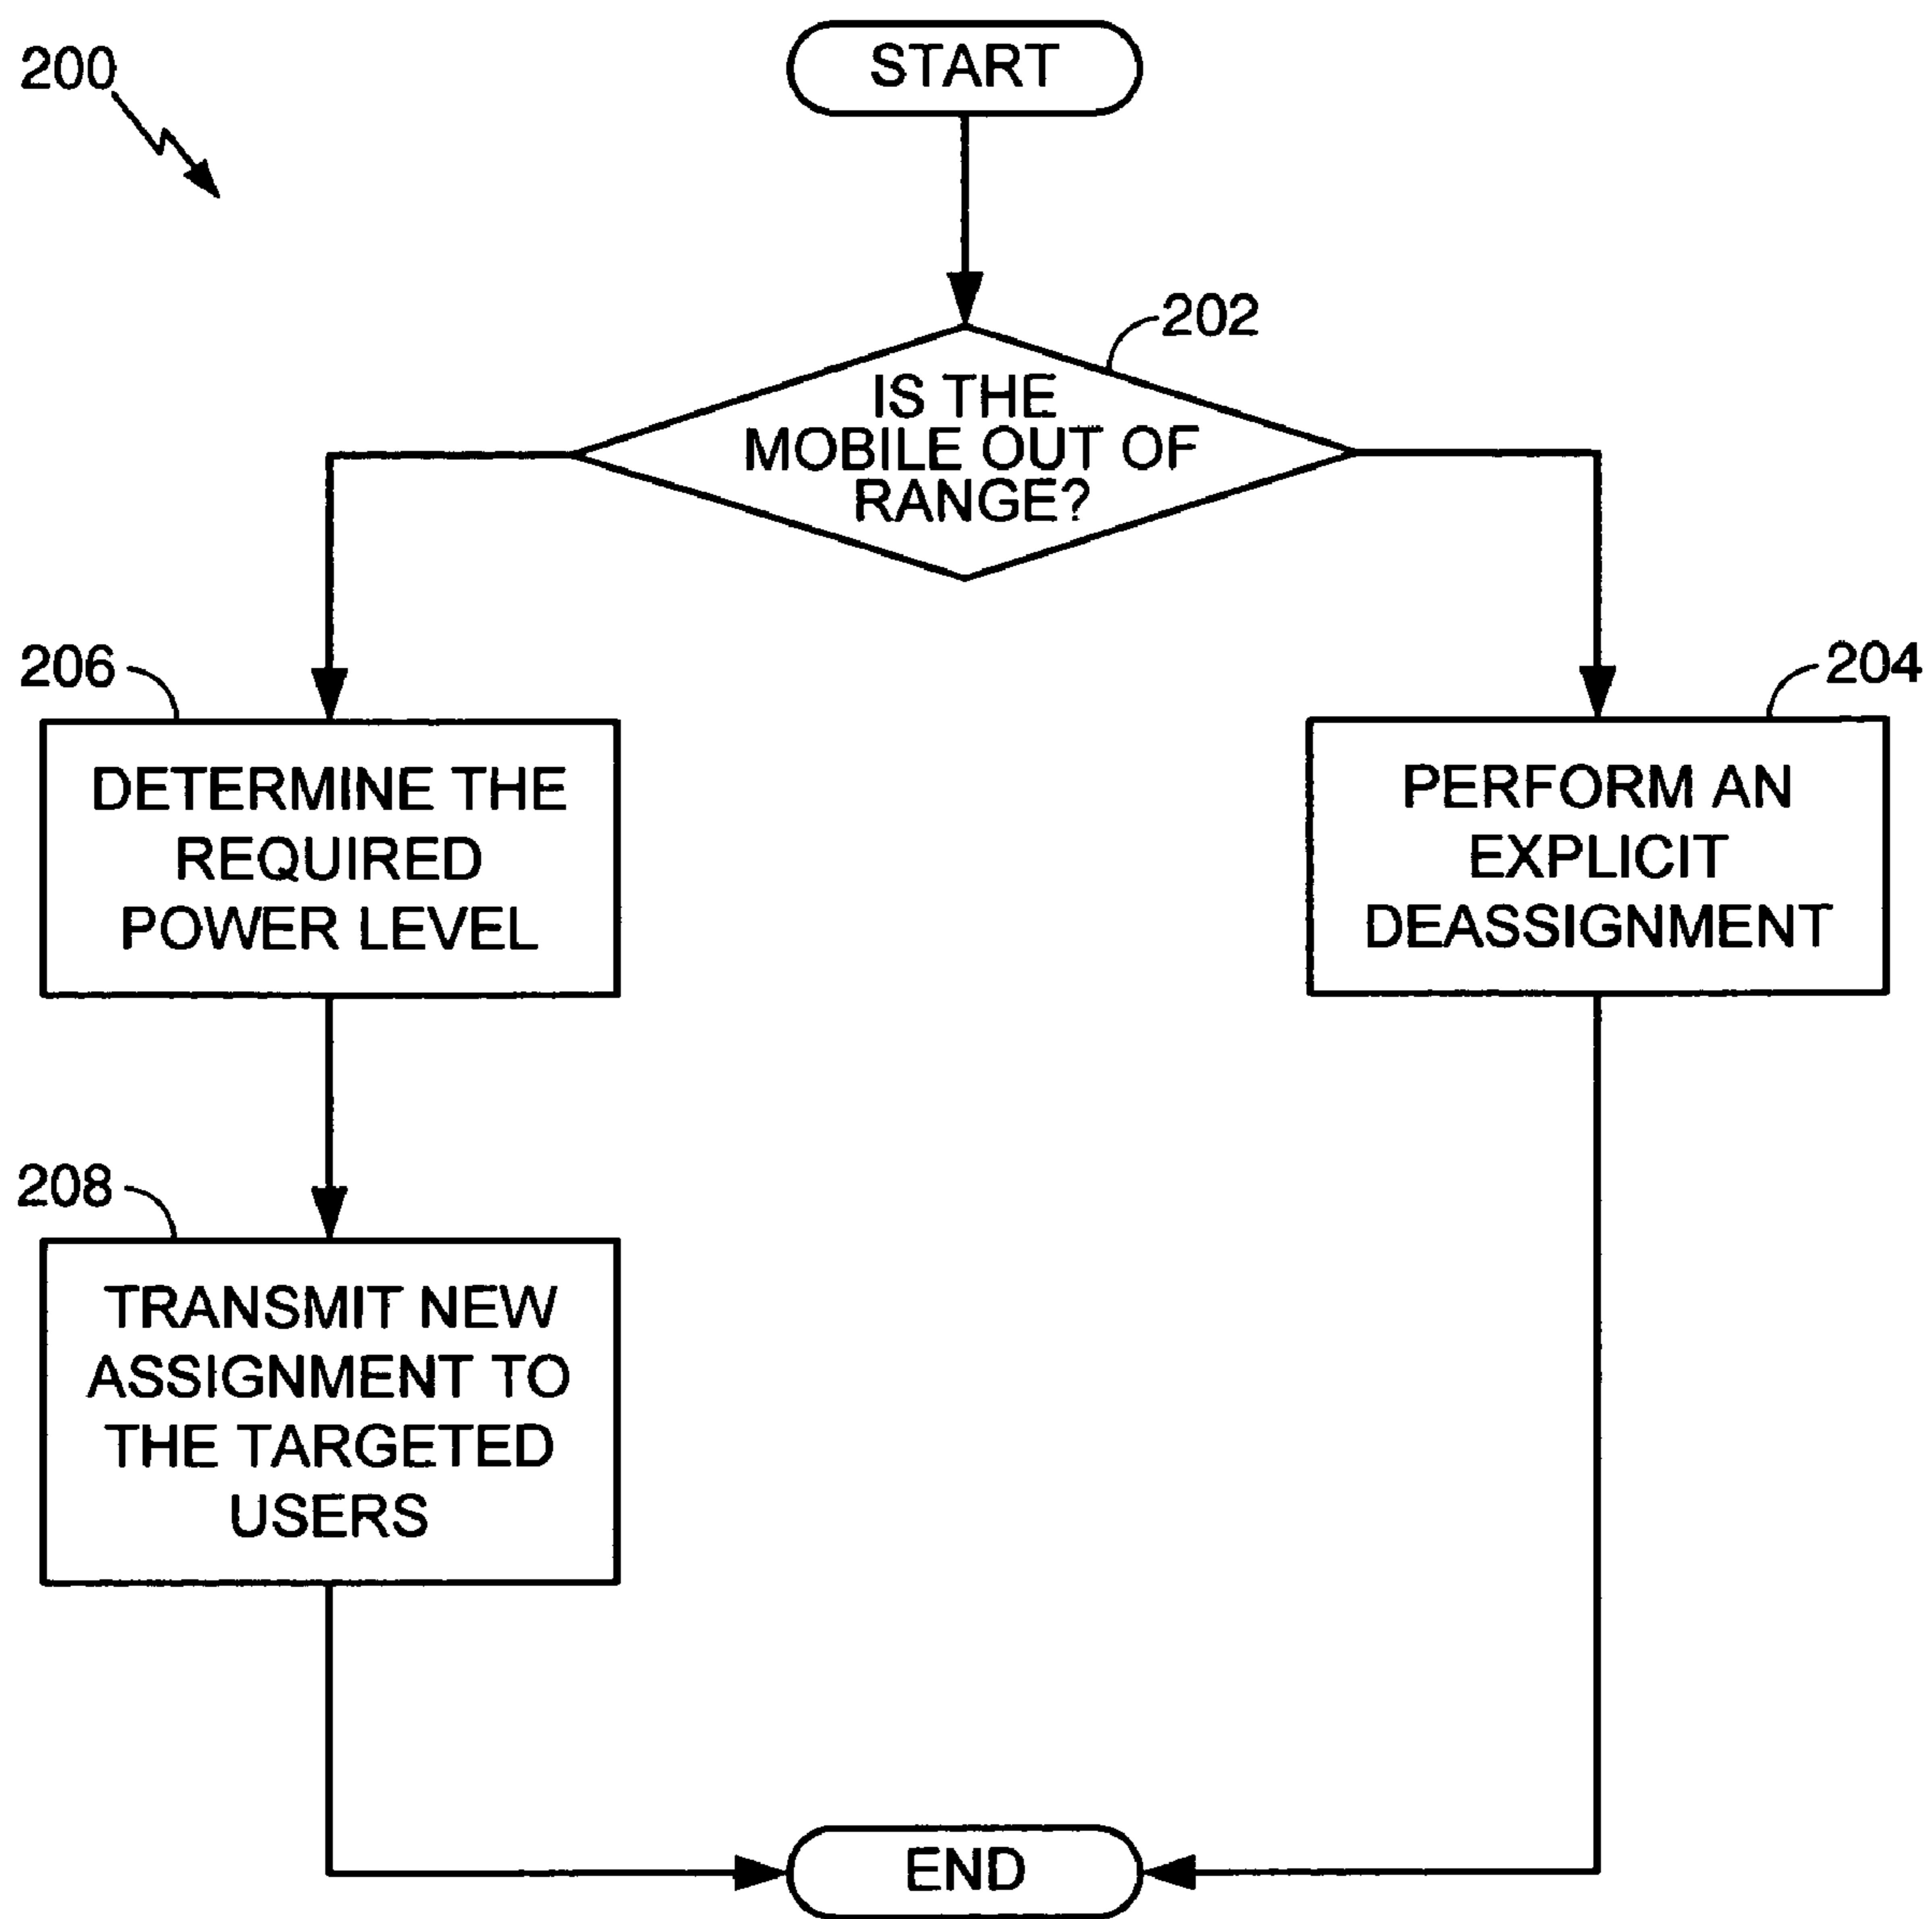 200
START
202
IS THE
MOBILE OUT OF
RANGE?
206
DETERMINE THE
REQUIRED
POWER LEVEL
204
PERFORM AN
EXPLICIT
DEASSIGNMENT
208
TRANSMIT NEW
ASSIGNMENT TO
THE TARGETED
USERS
END